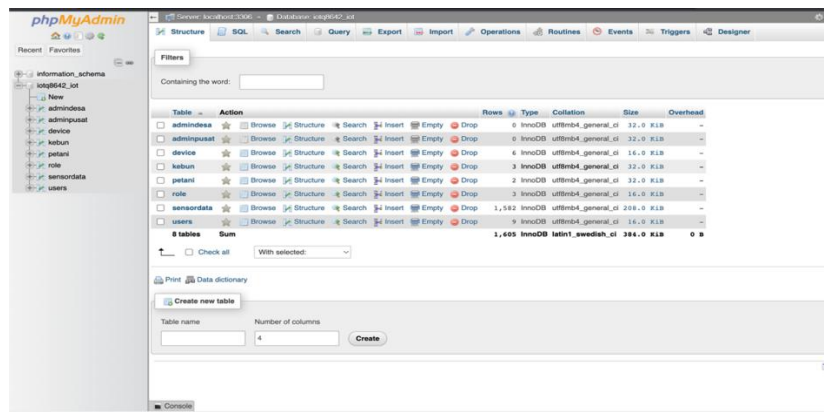 phpMyAdmin
Recent Favorites
information_schema
iotq8642_iot
New
admindesa
adminpusat
device
kebun
petani
role
sensordata
users
Server: localhost:3306 » Database: iotq8642_iot
Structure SQL Search Query Export Import Operations Routines Events Triggers Designer
Filters
Containing the word:
Table Action Rows Type Collation Size Overhead
admindesa Browse Structure Search Insert Empty Drop 0 InnoDB utf8mb4_general_ci 32.0 KiB -
adminpusat Browse Structure Search Insert Empty Drop 0 InnoDB utf8mb4_general_ci 32.0 KiB -
device Browse Structure Search Insert Empty Drop 6 InnoDB utf8mb4_general_ci 16.0 KiB -
kebun Browse Structure Search Insert Empty Drop 3 InnoDB utf8mb4_general_ci 32.0 KiB -
petani Browse Structure Search Insert Empty Drop 2 InnoDB utf8mb4_general_ci 32.0 KiB -
role Browse Structure Search Insert Empty Drop 3 InnoDB utf8mb4_general_ci 16.0 KiB -
sensordata Browse Structure Search Insert Empty Drop 1,582 InnoDB utf8mb4_general_ci 208.0 KiB -
users Browse Structure Search Insert Empty Drop 9 InnoDB utf8mb4_general_ci 16.0 KiB -
8 tables Sum 1,605 InnoDB latin1_swedish_ci 384.0 KiB 0 B
Check all With selected:
Print Data dictionary
Create new table
Table name Number of columns
4 Create
Console